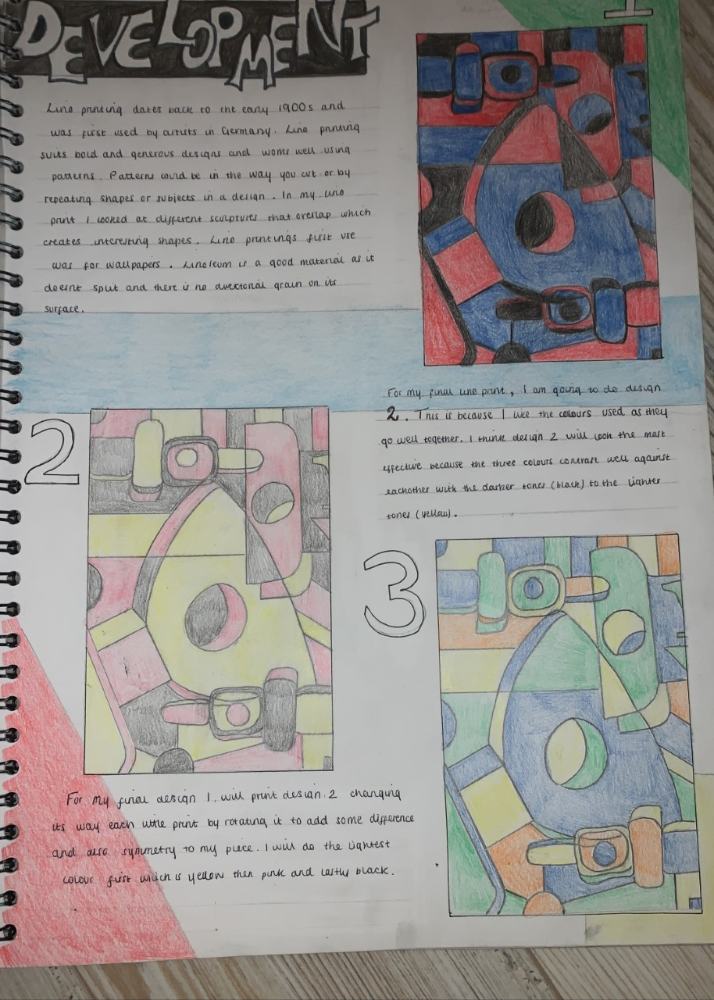 DEVELOPMENT
1
Lino printing dates back to the early 1900s and
was first used by artists in Germany. Lino printing
suits bold and generous designs and works well using
patterns. Patterns could be in the way you cut or by
repeating shapes or subjects in a design. In my lino
print I looked at different sculptures that overlap which
creates interesting shapes. Lino printings first use
was for wallpapers. Linoleum is a good material as it
doesnt split and there is no directional grain on its
surface.
For my final lino print, I am going to do design
2. This is because I like the colours used as they
go well together. I think design 2 will look the most
effective because the three colours contrast well against
eachother with the darker tones (black) to the lighter
tones (yellow).
2
3
For my final design I will print design 2 changing
its way each little print by rotating it to add some difference
and also symmetry to my piece. I will do the lightest
colour first which is yellow then pink and lastly black.